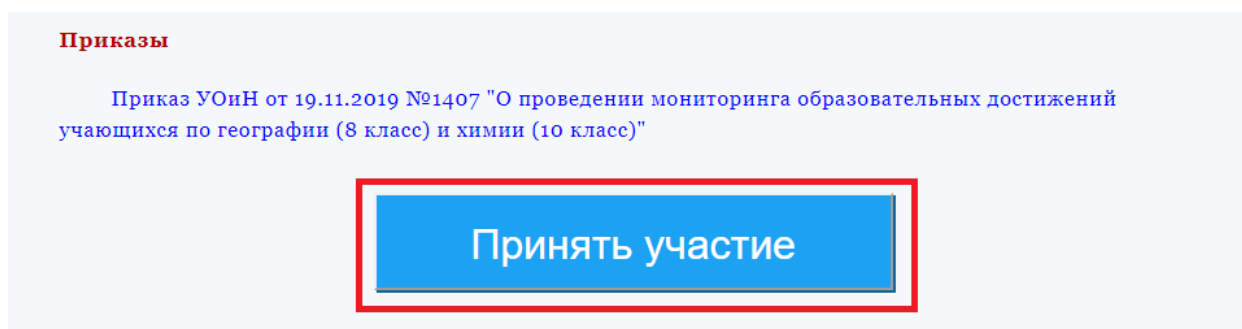 Приказы
Приказ УОиН от 19.11.2019 №1407 "О проведении мониторинга образовательных достижений
учающихся по географии (8 класс) и химии (10 класс)"
Принять участие